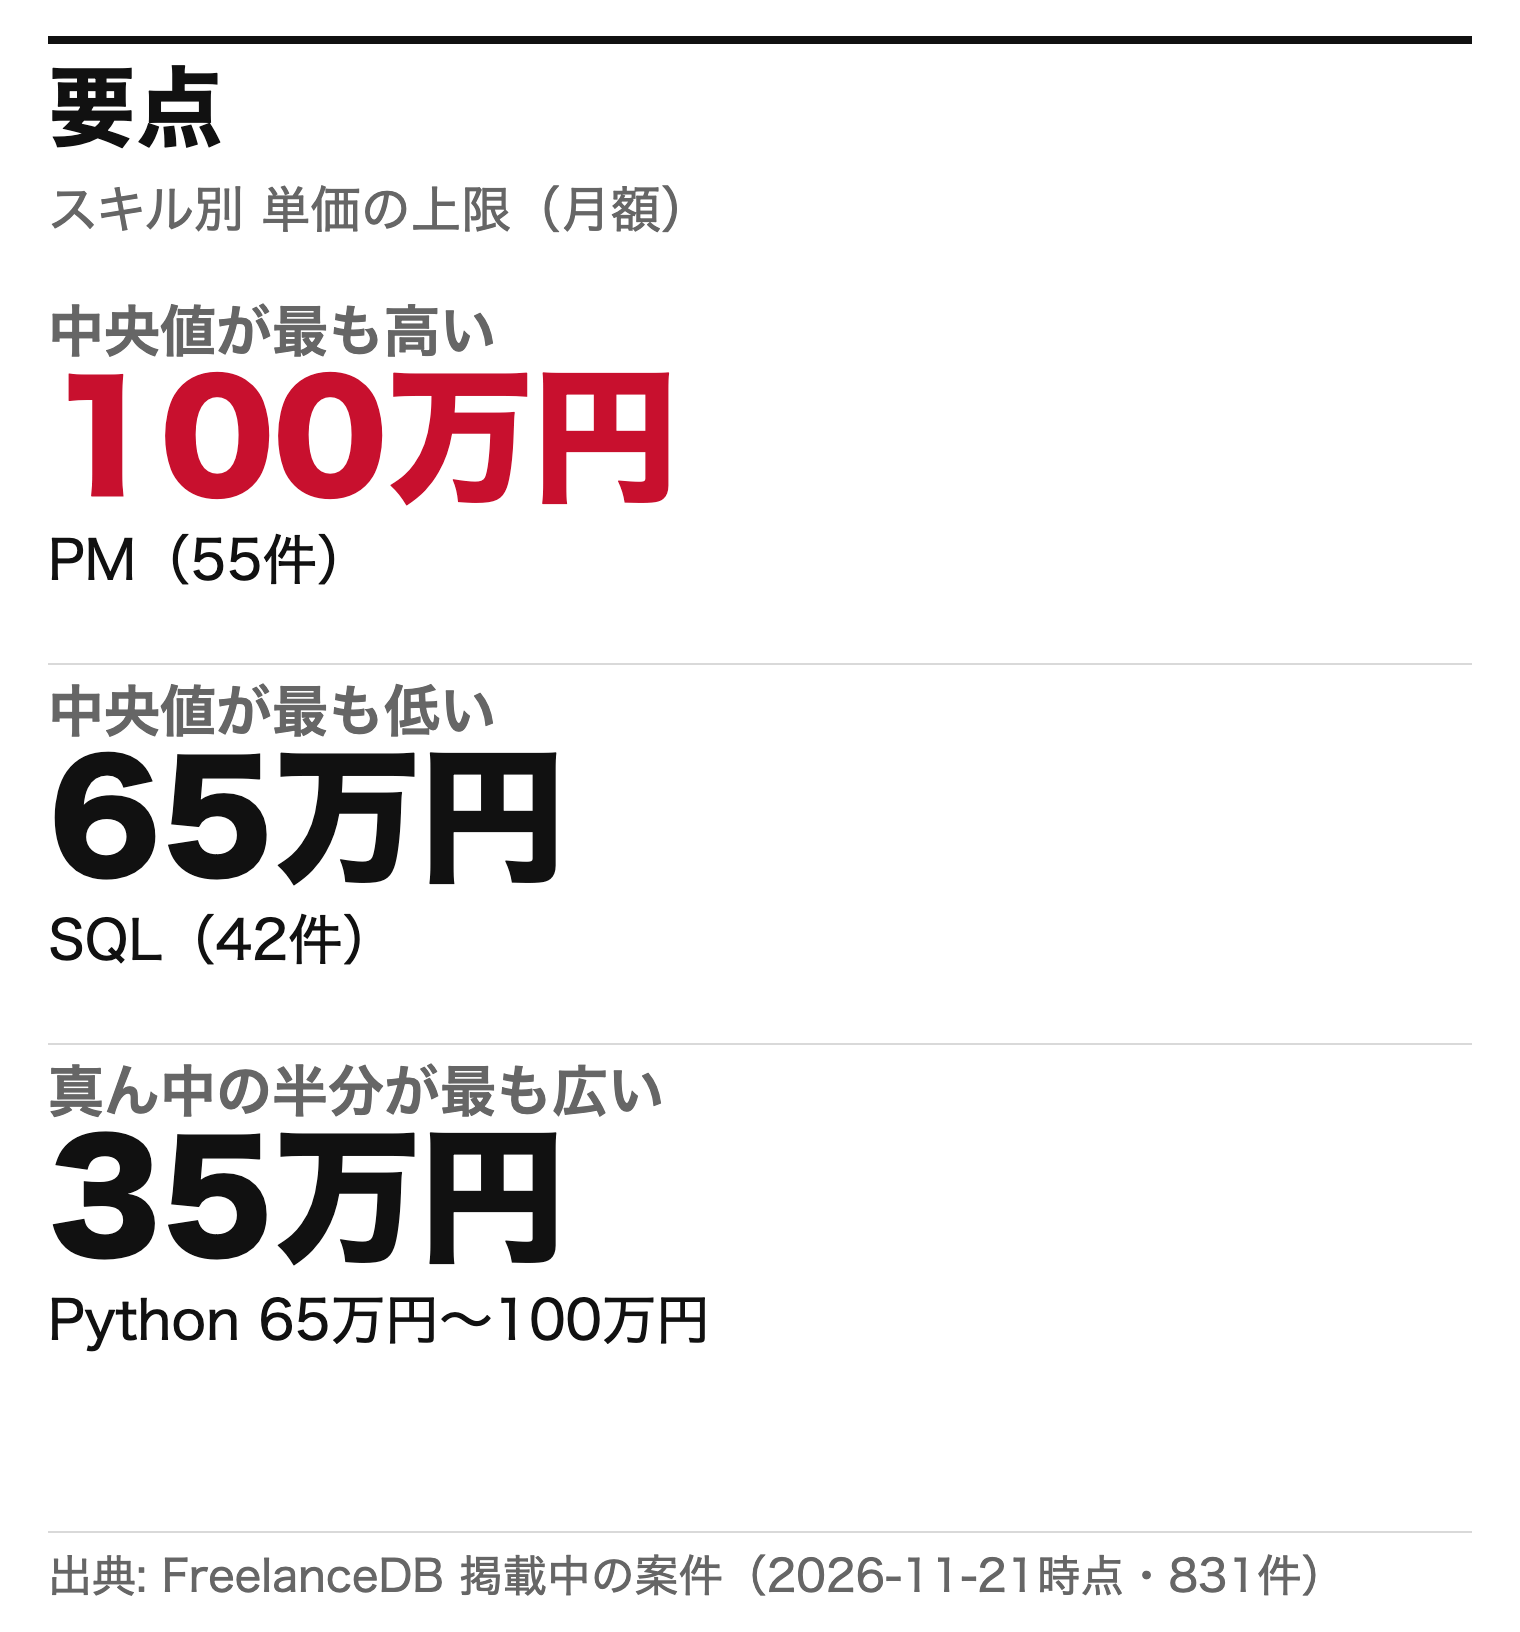 要点
スキル別 単価の上限（月額）
中央値が最も高い
100万円
PM（55件）
中央値が最も低い
65万円
SQL（42件）
真ん中の半分が最も広い
35万円
Python 65万円〜100万円
出典: FreelanceDB 掲載中の案件（2026-11-21時点・831件）